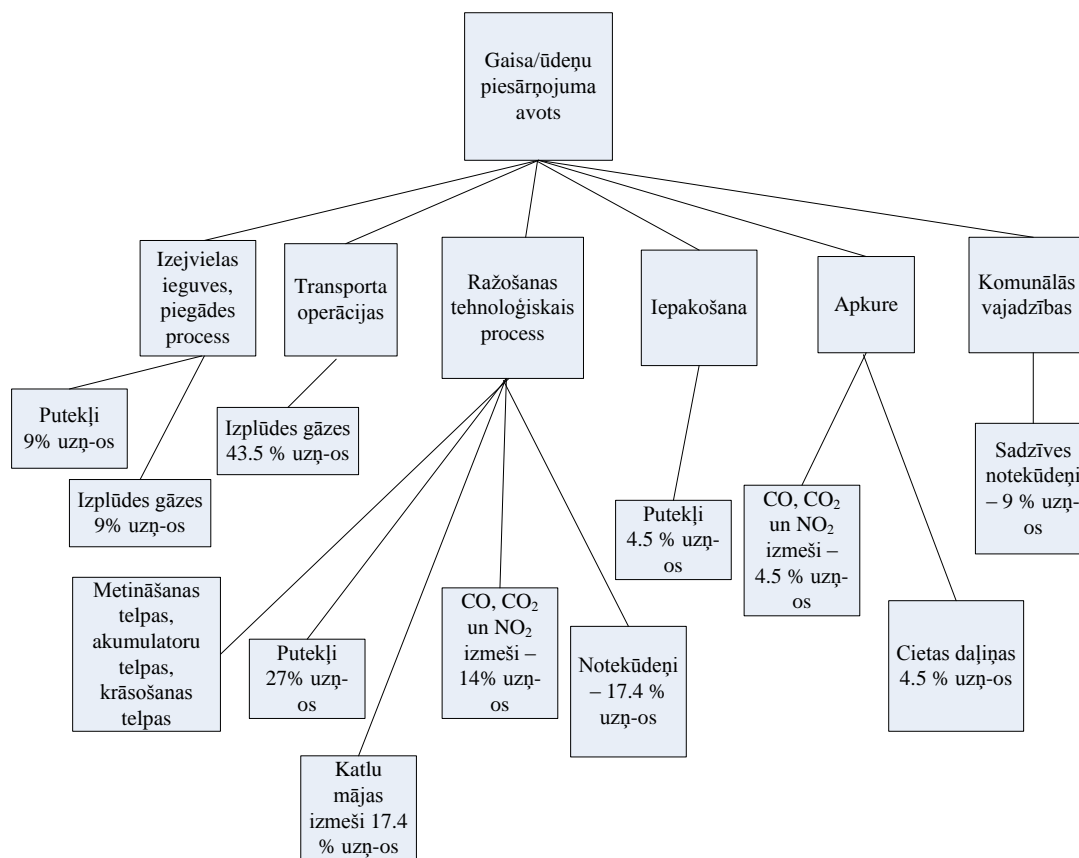 Gaisa/ūdeņu
piesārņojuma
avots
Izejvielas
ieguves,
piegādes
process
Transporta
operācijas
Ražošanas
tehnoloģiskais
process
Iepakošana
Apkure
Komunālās
vajadzības
Putekļi
9% uzņ-os
Izplūdes gāzes
9% uzņ-os
Izplūdes gāzes
43.5 % uzņ-os
Metināšanas
telpas,
akumulatoru
telpas,
krāsošanas
telpas
Putekļi
27% uzņ-
os
Katlu
mājas
izmeši 17.4
% uzņ-os
CO, CO₂
un NO₂
izmeši –
14% uzņ-
os
Notekūdeņi
– 17.4 %
uzņ-os
Putekļi
4.5 % uzņ-
os
CO, CO₂
un NO₂
izmeši –
4.5 % uzņ-
os
Cietas daļiņas
4.5 % uzņ-os
Sadzīves
notekūdeņi
– 9 % uzņ-
os